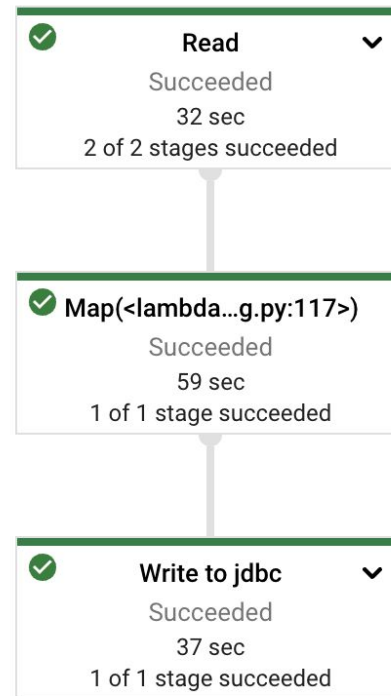 Read
Succeeded
32 sec
2 of 2 stages succeeded
Map(<lambda...g.py:117>)
Succeeded
59 sec
1 of 1 stage succeeded
Write to jdbc
Succeeded
37 sec
1 of 1 stage succeeded